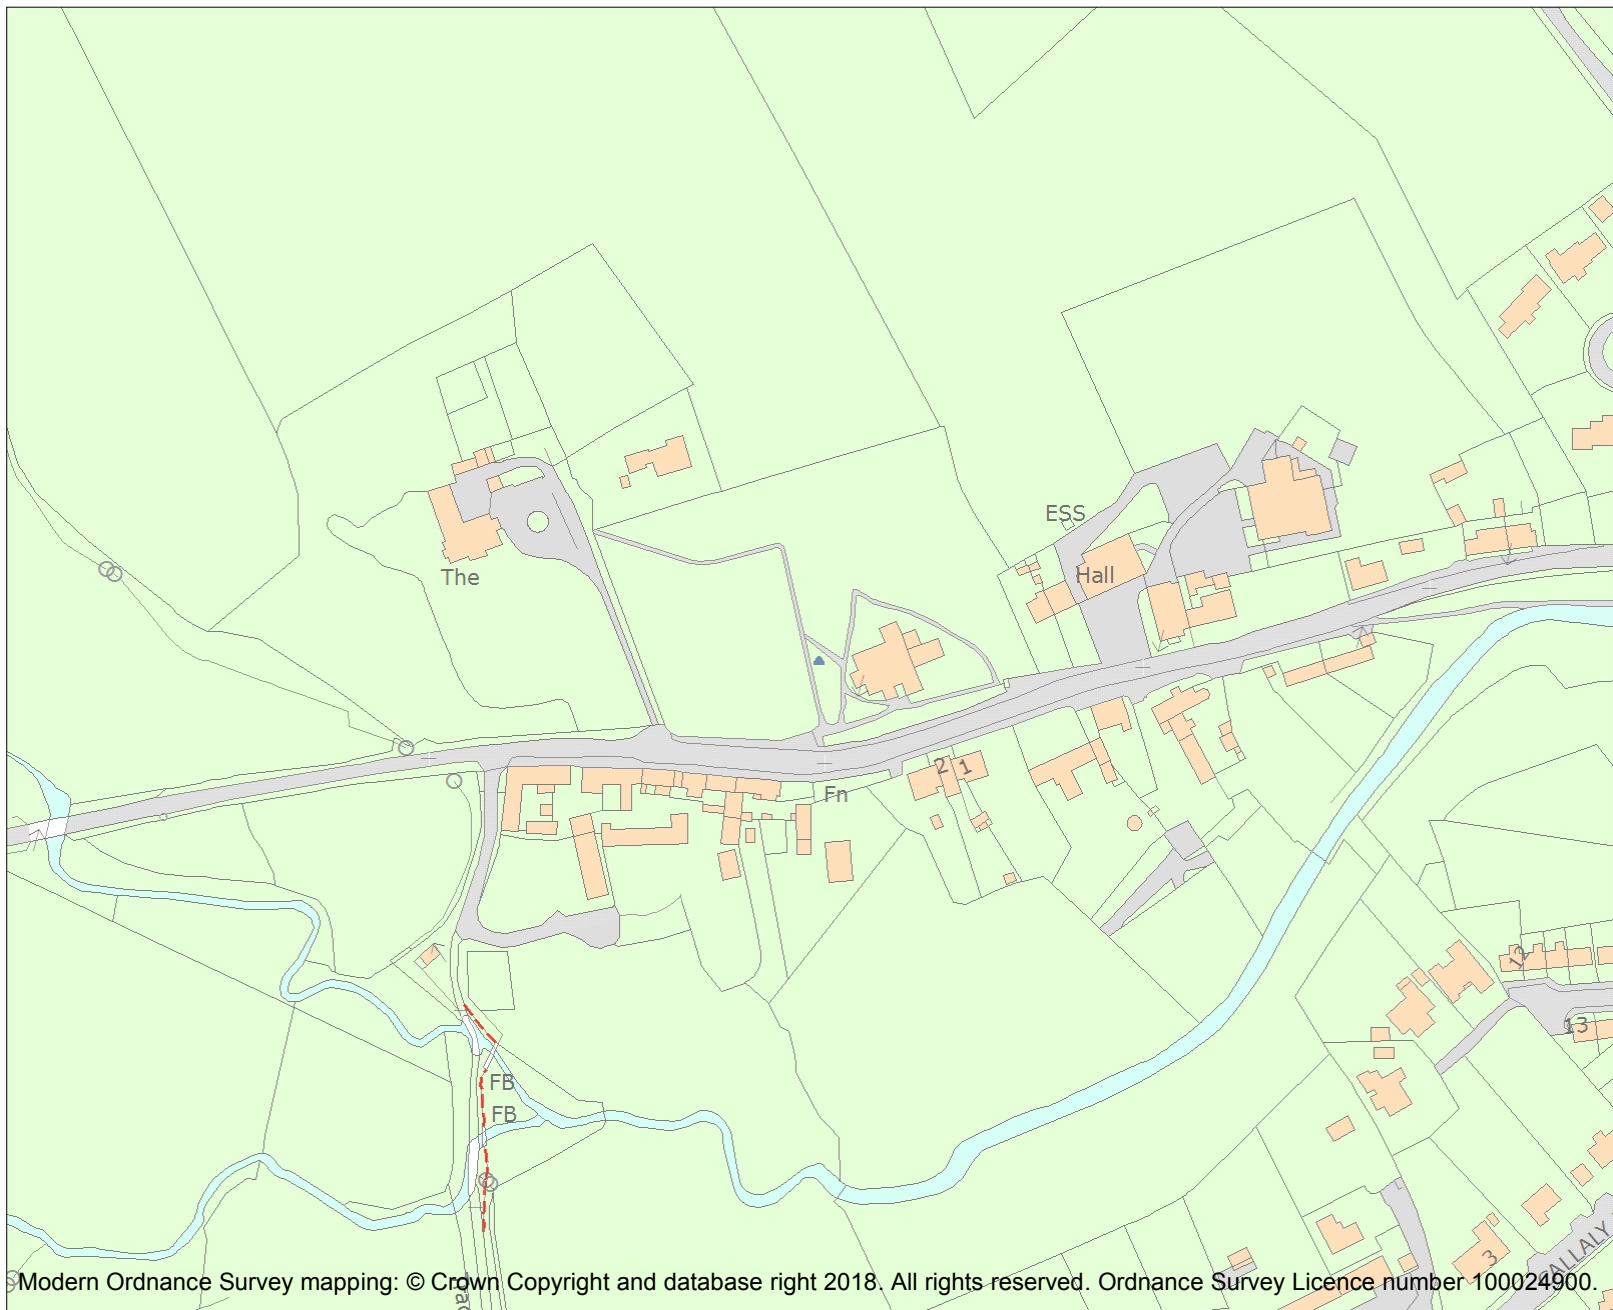 ESS
The
Hall
2
1
Fn
12
13
FB
FB
3
CALLALY
Modern Ordnance Survey mapping: © Crown Copyright and database right 2018. All rights reserved. Ordnance Survey Licence number 100024900.